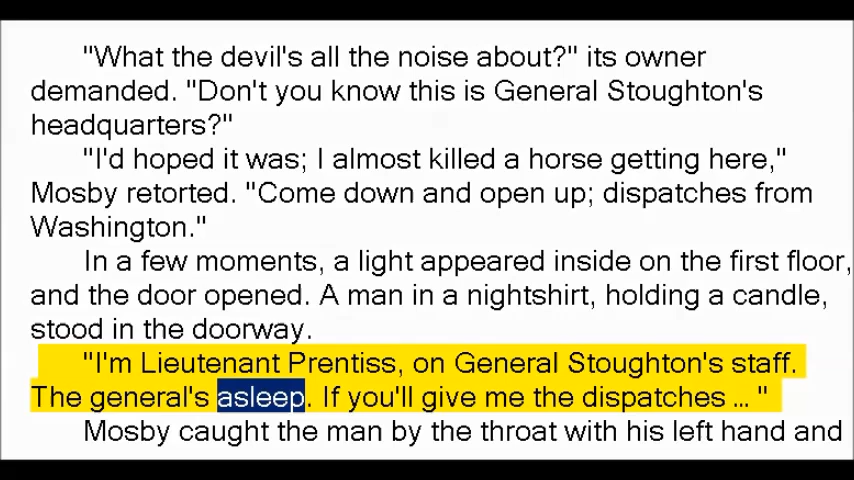 "What the devil's all the noise about?" its owner
demanded. "Don't you know this is General Stoughton's
headquarters?"
"I'd hoped it was; I almost killed a horse getting here,"
Mosby retorted. "Come down and open up; dispatches from
Washington."
In a few moments, a light appeared inside on the first floor,
and the door opened. A man in a nightshirt, holding a candle,
stood in the doorway.
"I'm Lieutenant Prentiss, on General Stoughton's staff.
The general's asleep. If you'll give me the dispatches ... "
Mosby caught the man by the throat with his left hand and